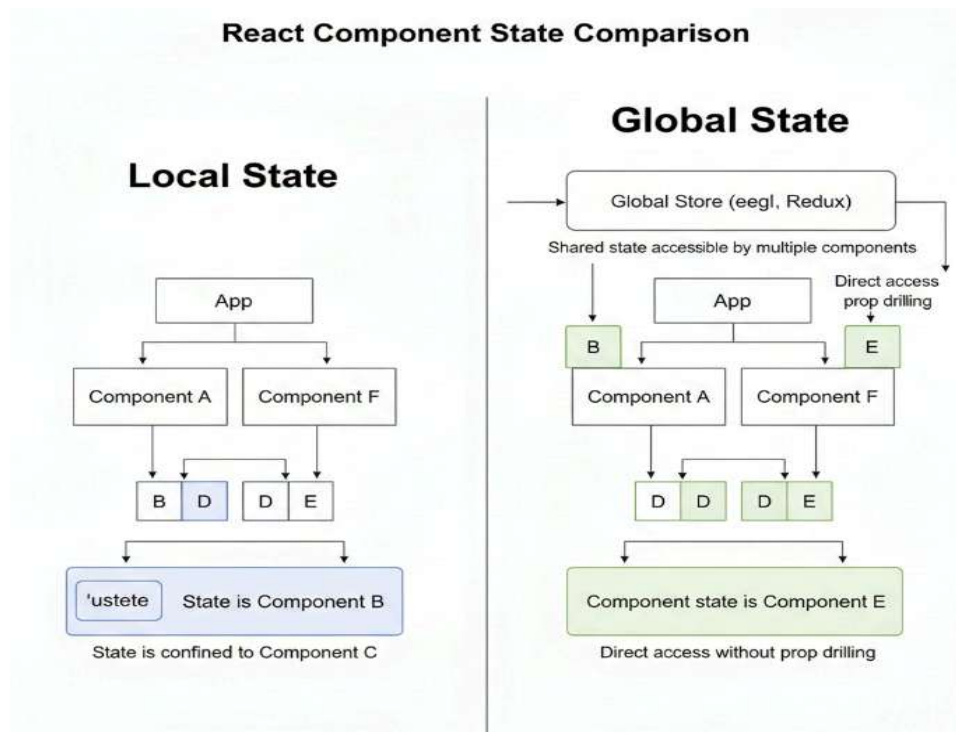 React Component State Comparison
Local State
App
Component A
Component F
B
D
D
E
'ustete
State is Component B
State is confined to Component C
Global State
Global Store (eegl, Redux)
Shared state accessible by multiple components
Direct access
prop drilling
App
B
E
Component A
Component F
D
D
D
E
Component state is Component E
Direct access without prop drilling